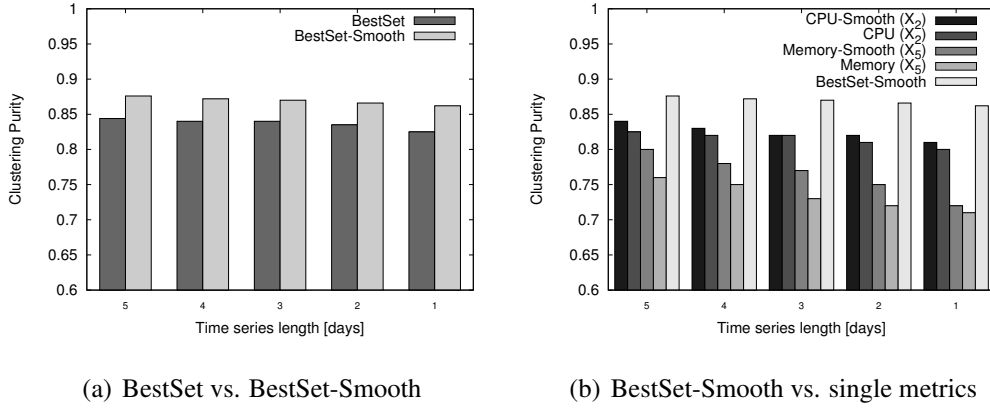 1
0.95
0.9
0.85
0.8
0.75
0.7
0.65
0.6
Clustering Purity
BestSet
BestSet-Smooth
5 4 3 2 1
Time series length [days]
(a) BestSet vs. BestSet-Smooth
1
0.95
0.9
0.85
0.8
0.75
0.7
0.65
0.6
Clustering Purity
CPU-Smooth (X2)
CPU (X2)
Memory-Smooth (X5)
Memory (X5)
BestSet-Smooth
5 4 3 2 1
Time series length [days]
(b) BestSet-Smooth vs. single metrics